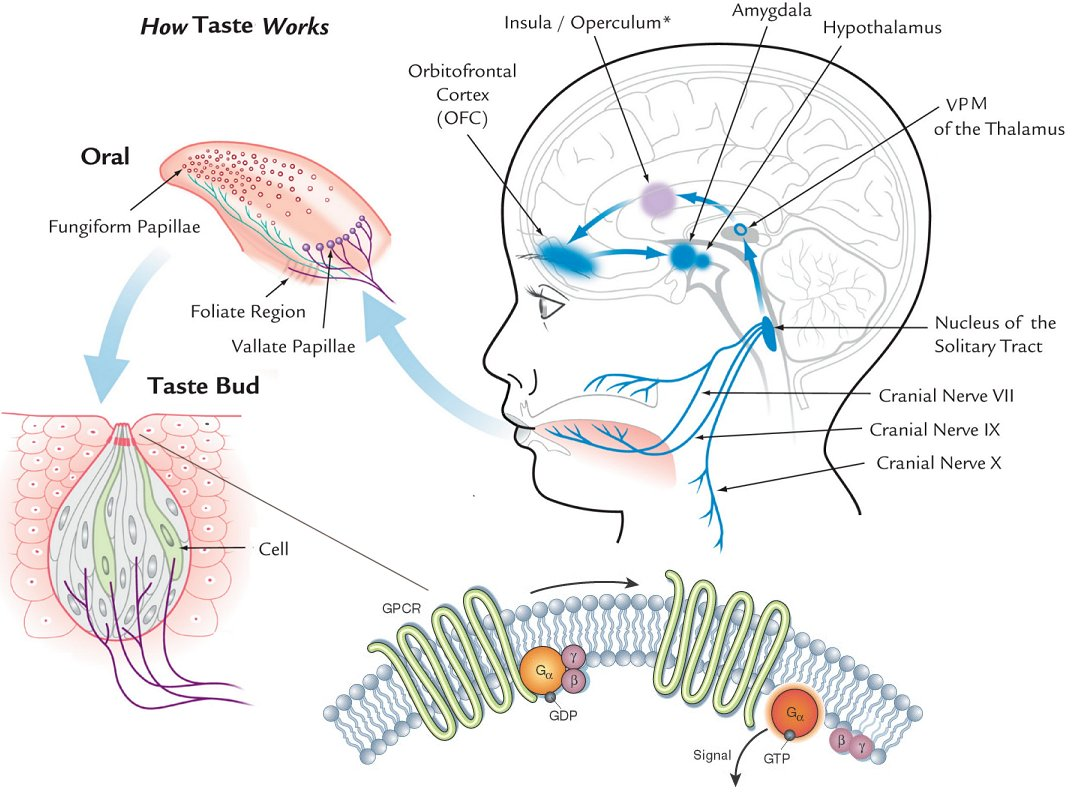 How Taste Works
Insula / Operculum*
Amygdala
Hypothalamus
Orbitofrontal
Cortex
(OFC)
VPM
of the Thalamus
Oral
Fungiform Papillae
Foliate Region
Vallate Papillae
Nucleus of the
Solitary Tract
Taste Bud
Cranial Nerve VII
Cranial Nerve IX
Cranial Nerve X
Cell
GPCR
Gα
γ
β
GDP
Gα
GTP
β
γ
Signal